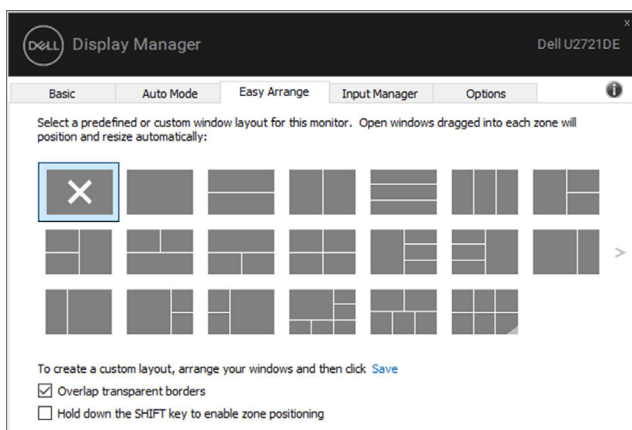 x
DELL Display Manager Dell U2721DE
Basic Auto Mode Easy Arrange Input Manager Options
Select a predefined or custom window layout for this monitor. Open windows dragged into each zone will
position and resize automatically:
>
To create a custom layout, arrange your windows and then click Save
Overlap transparent borders
Hold down the SHIFT key to enable zone positioning